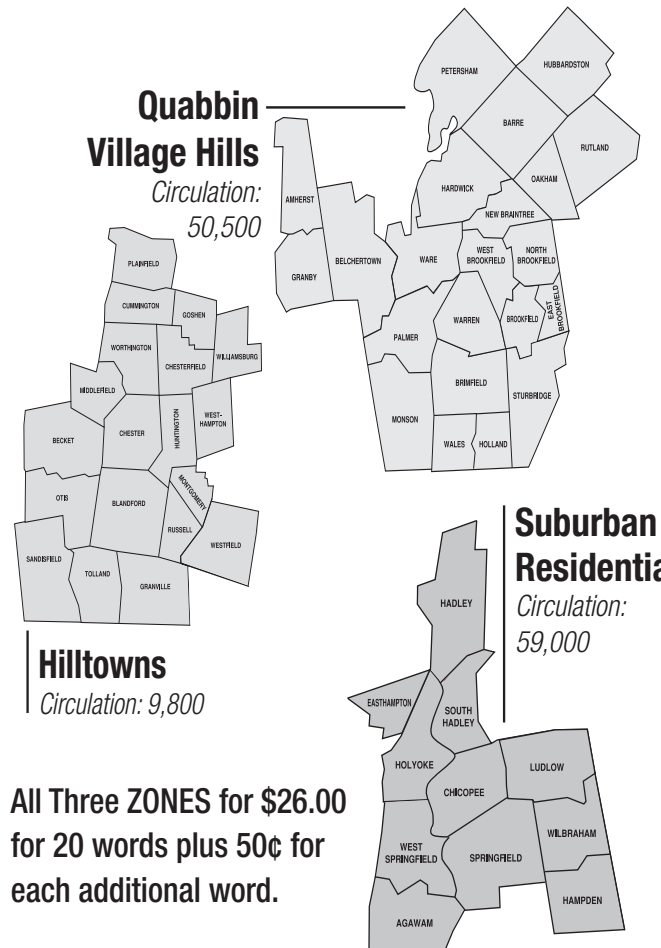 Quabbin
Village Hills
Circulation:
50,500
PETERSHAM
HUBBARDSTON
BARRE
RUTLAND
HARDWICK
OAKHAM
NEW BRAINTREE
AMHERST
GRANBY
BELCHERTOWN
WARE
WEST
BROOKFIELD
NORTH
BROOKFIELD
PALMER
WARREN
BROOKFIELD
EAST
BROOKFIELD
MONSON
BRIMFIELD
STURBRIDGE
WALES
HOLLAND
PLAINFIELD
CUMMINGTON
GOSHEN
WORTHINGTON
CHESTERFIELD
WILLIAMSBURG
MIDDLEFIELD
BECKET
CHESTER
HUNTINGTON
WEST-
HAMPTON
OTIS
BLANDFORD
MONTGOMERY
RUSSELL
WESTFIELD
SANDISFIELD
TOLLAND
GRANVILLE
Hilltowns
Circulation: 9,800
Suburban
Residentia
Circulation:
59,000
HADLEY
EASTHAMPTON
SOUTH
HADLEY
HOLYOKE
CHICOPEE
LUDLOW
WEST
SPRINGFIELD
SPRINGFIELD
WILBRAHAM
HAMPDEN
AGAWAM
All Three ZONES for $26.00
for 20 words plus 50¢ for
each additional word.